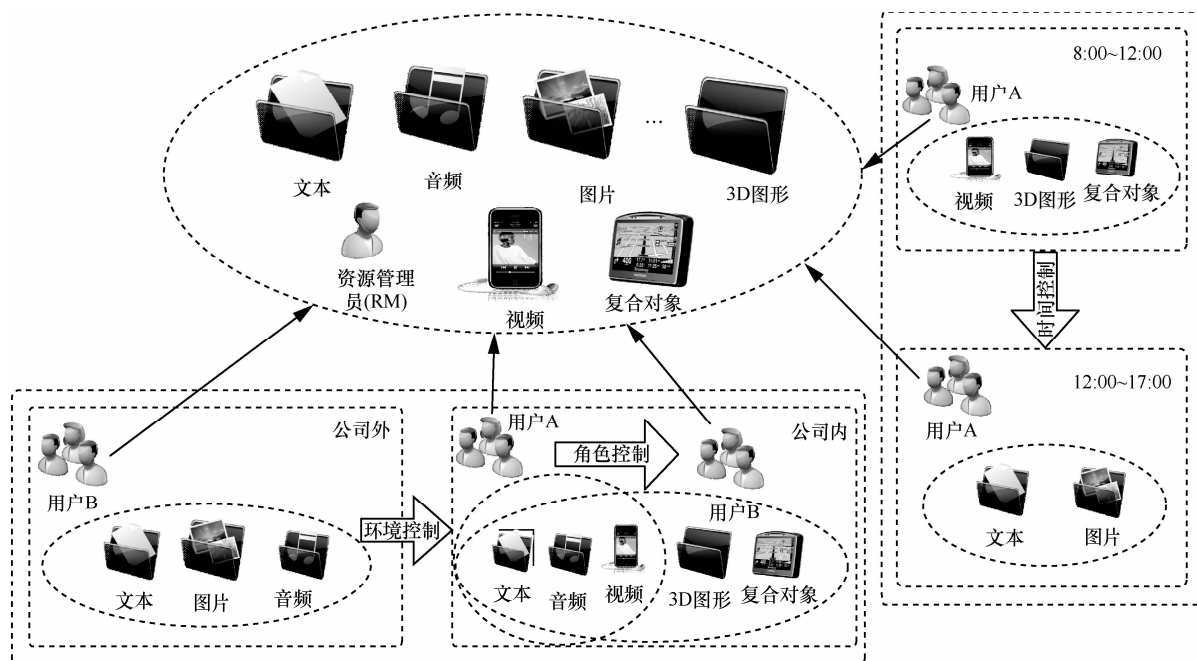 8:00~12:00
用户A
文本
音频
图片
...
3D图形
视频
3D图形
复合对象
资源管理
员(RM)
视频
复合对象
时间控制
12:00~17:00
用户A
文本
图片
公司外
用户B
文本
图片
音频
环境控制
用户A
公司内
角色控制
用户B
文本
音频
视频
3D图形
复合对象